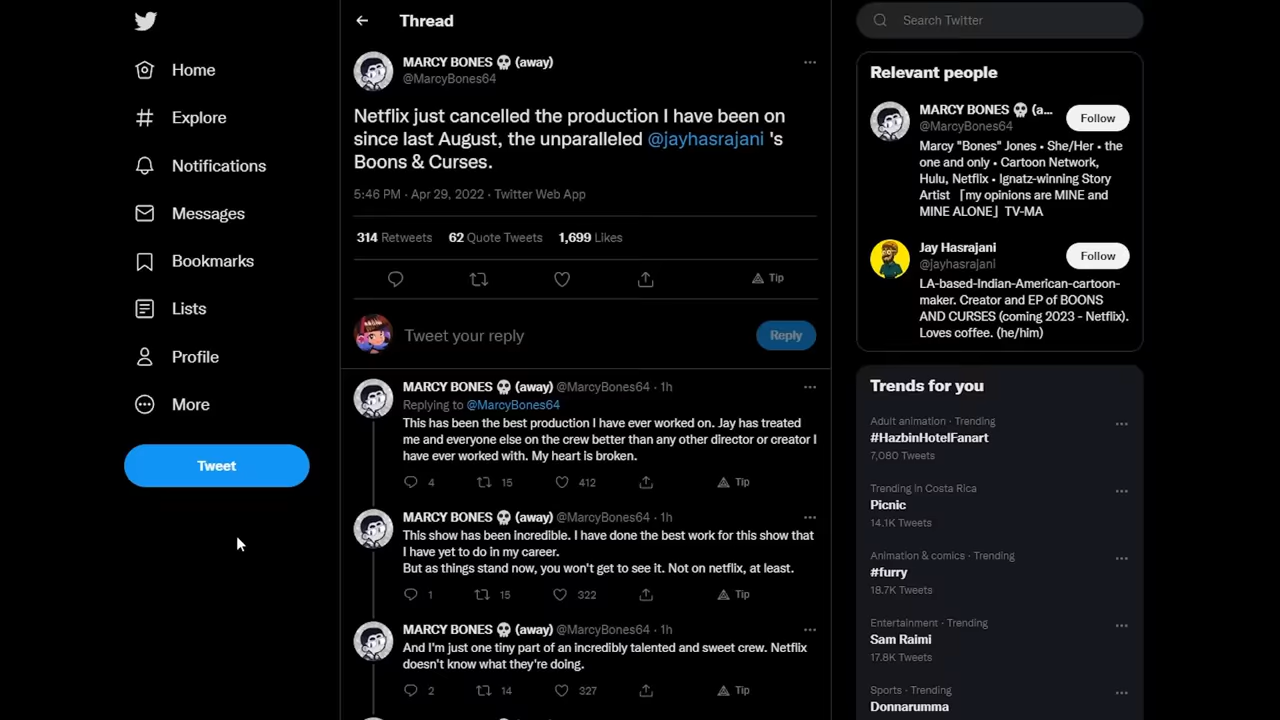 Home
Explore
Notifications
Messages
Bookmarks
Lists
Profile
More
Tweet
Thread
MARCY BONES 💀 (away)
@MarcyBones64
Netflix just cancelled the production I have been on
since last August, the unparalleled @jayhasrajani 's
Boons & Curses.
5:46 PM · Apr 29, 2022 · Twitter Web App
314 Retweets 62 Quote Tweets 1,699 Likes
Tip
Tweet your reply
Reply
MARCY BONES 💀 (away) @MarcyBones64 · 1h
Replying to @MarcyBones64
This has been the best production I have ever worked on. Jay has treated
me and everyone else on the crew better than any other director or creator I
have ever worked with. My heart is broken.
4 15 412 Tip
MARCY BONES 💀 (away) @MarcyBones64 · 1h
This show has been incredible. I have done the best work for this show that
I have yet to do in my career.
But as things stand now, you won't get to see it. Not on netflix, at least.
1 15 322 Tip
MARCY BONES 💀 (away) @MarcyBones64 · 1h
And I'm just one tiny part of an incredibly talented and sweet crew. Netflix
doesn't know what they're doing.
2 14 327 Tip
Search Twitter
Relevant people
MARCY BONES 💀 (a...
@MarcyBones64
Follow
Marcy "Bones" Jones • She/Her • the
one and only • Cartoon Network,
Hulu, Netflix • Ignatz-winning Story
Artist ｢my opinions are MINE and
MINE ALONE｣ TV-MA
Jay Hasrajani
@jayhasrajani
Follow
LA-based-Indian-American-cartoon-
maker. Creator and EP of BOONS
AND CURSES (coming 2023 - Netflix).
Loves coffee. (he/him)
Trends for you
Adult animation · Trending
#HazbinHotelFanart
7,080 Tweets
Trending in Costa Rica
Picnic
14.1K Tweets
Animation & comics · Trending
#furry
18.7K Tweets
Entertainment · Trending
Sam Raimi
17.8K Tweets
Sports · Trending
Donnarumma